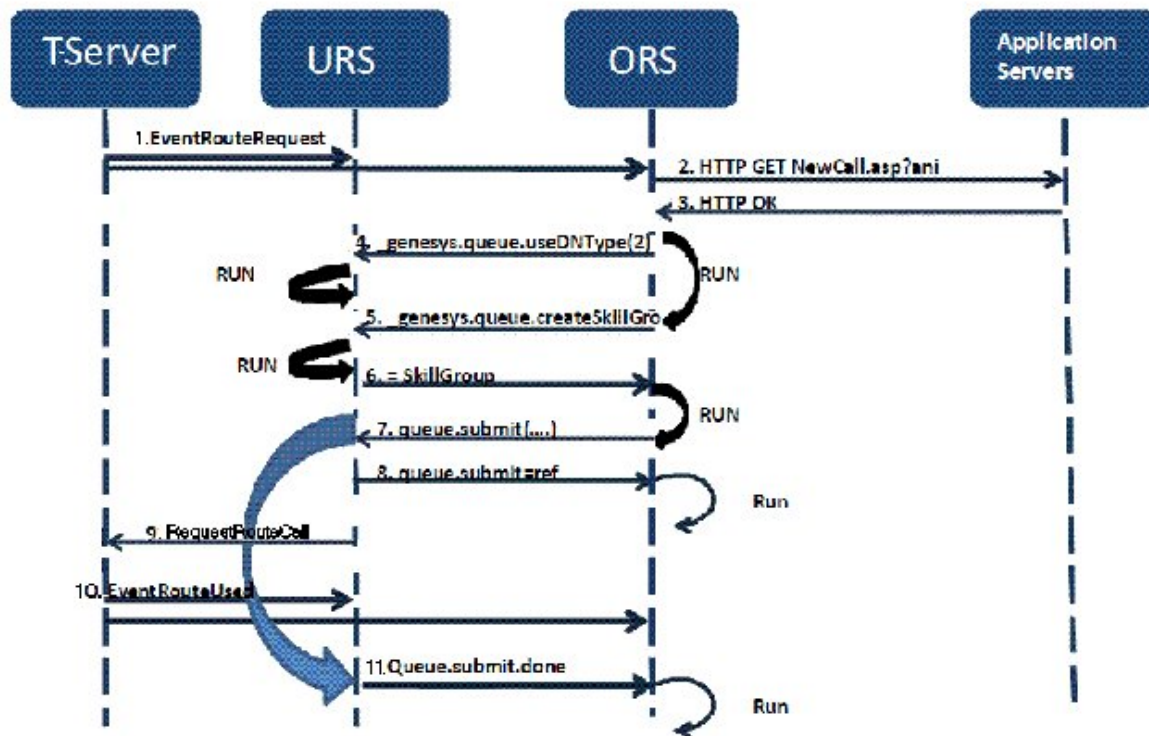 T-Server
URS
ORS
Application
Servers
1.EventRouteRequest
2. HTTP GET NewCall.asp?ani
3. HTTP OK
4. _genesys.queue.useDNType(2)
RUN
RUN
5. _genesys.queue.createSkillGro
RUN
6. = SkillGroup
RUN
7. queue.submit(....)
8. queue.submit=ref
Run
9. RequestRouteCall
10. EventRouteUsed
11.Queue.submit.done
Run